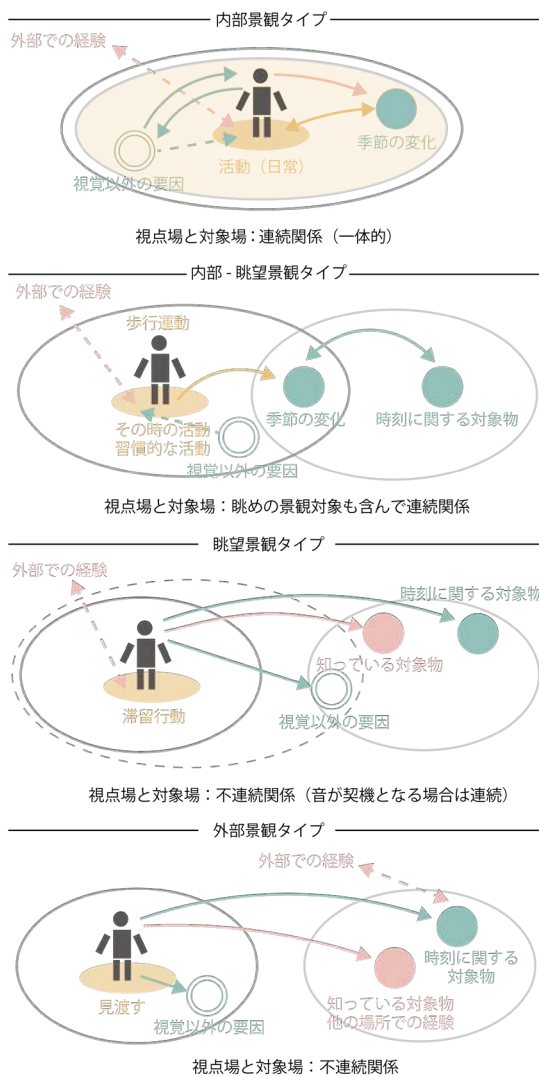 内部景観タイプ
外部での経験
季節の変化
活動（日常）
視覚以外の要因
視点場と対象場：連続関係（一体的）
内部 - 眺望景観タイプ
外部での経験
歩行運動
季節の変化
時刻に関する対象物
その時の活動
習慣的な活動
視覚以外の要因
視点場と対象場：眺めの景観対象も含んで連続関係
眺望景観タイプ
外部での経験
時刻に関する対象物
知っている対象物
滞留行動
視覚以外の要因
視点場と対象場：不連続関係（音が契機となる場合は連続）
外部景観タイプ
外部での経験
時刻に関する
対象物
見渡す
知っている対象物
他の場所での経験
視覚以外の要因
視点場と対象場：不連続関係